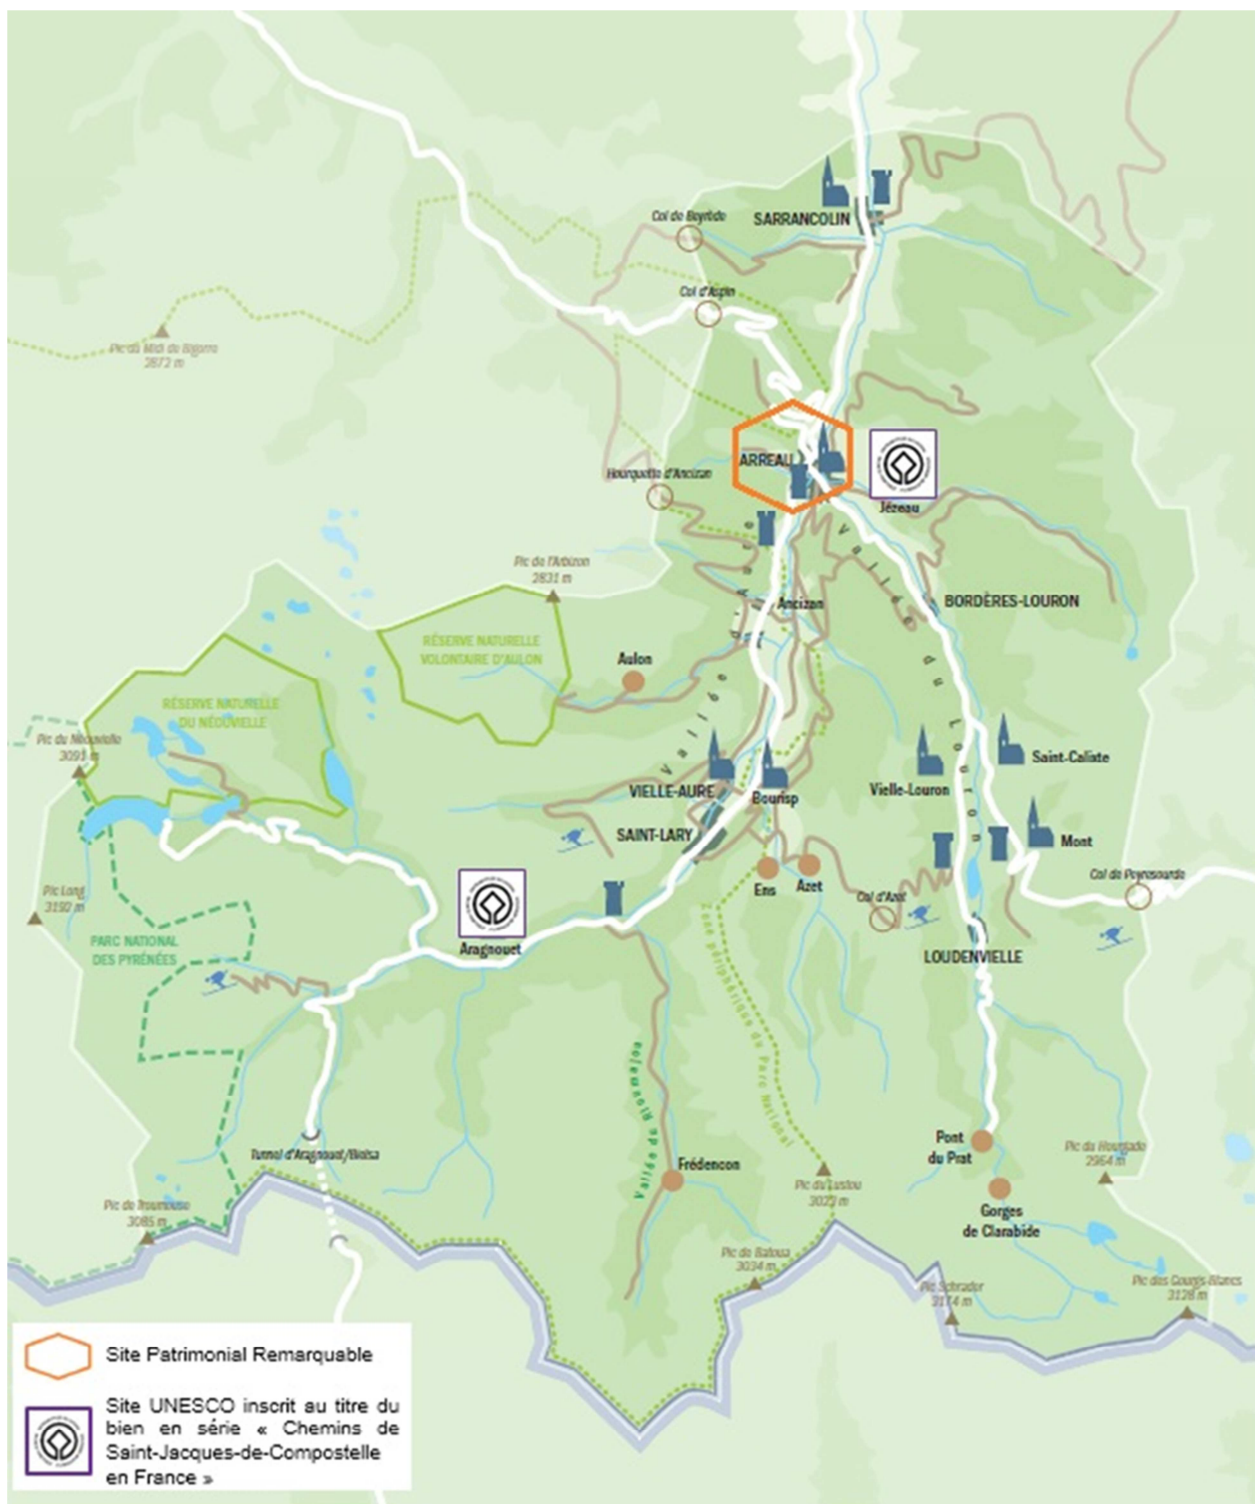 Col de Beyrède
SARRANCOLIN
Col d'Aspin
Pic du Midi de Bigorre
2872 m
ARREAU
Hourquette d'Ancizan
Jézeau
Pic de l'Arbizon
2831 m
Vallée d'Aure
Vallée du Louron
Ancizan
BORDÈRES-LOURON
RÉSERVE NATURELLE
VOLONTAIRE D'AULON
Aulon
RÉSERVE NATURELLE
DU NÉOUVIELLE
Pic du Néouvielle
3091 m
Saint-Calixte
VIELLE-AURE
Bourisp
Vielle-Louron
SAINT-LARY
Mont
Ens
Azet
Col d'Azet
Col de Peyresourde
Pic Long
3192 m
PARC NATIONAL
DES PYRÉNÉES
Aragnouet
LOUDENVIELLE
Zone périphérique du Parc National
Vallée de Rioumajou
Tunnel d'Aragnouet/Bielsa
Frédencon
Pont
du Prat
Pic du Hourgade
2964 m
Pic du Lustou
3023 m
Gorges
de Clarabide
Pic de Troumouse
3085 m
Pic de Batoua
3034 m
Pic Schrader
3174 m
Pic des Gourgs-Blancs
3128 m
Site Patrimonial Remarquable
Site UNESCO inscrit au titre du
bien en série « Chemins de
Saint-Jacques-de-Compostelle
en France »